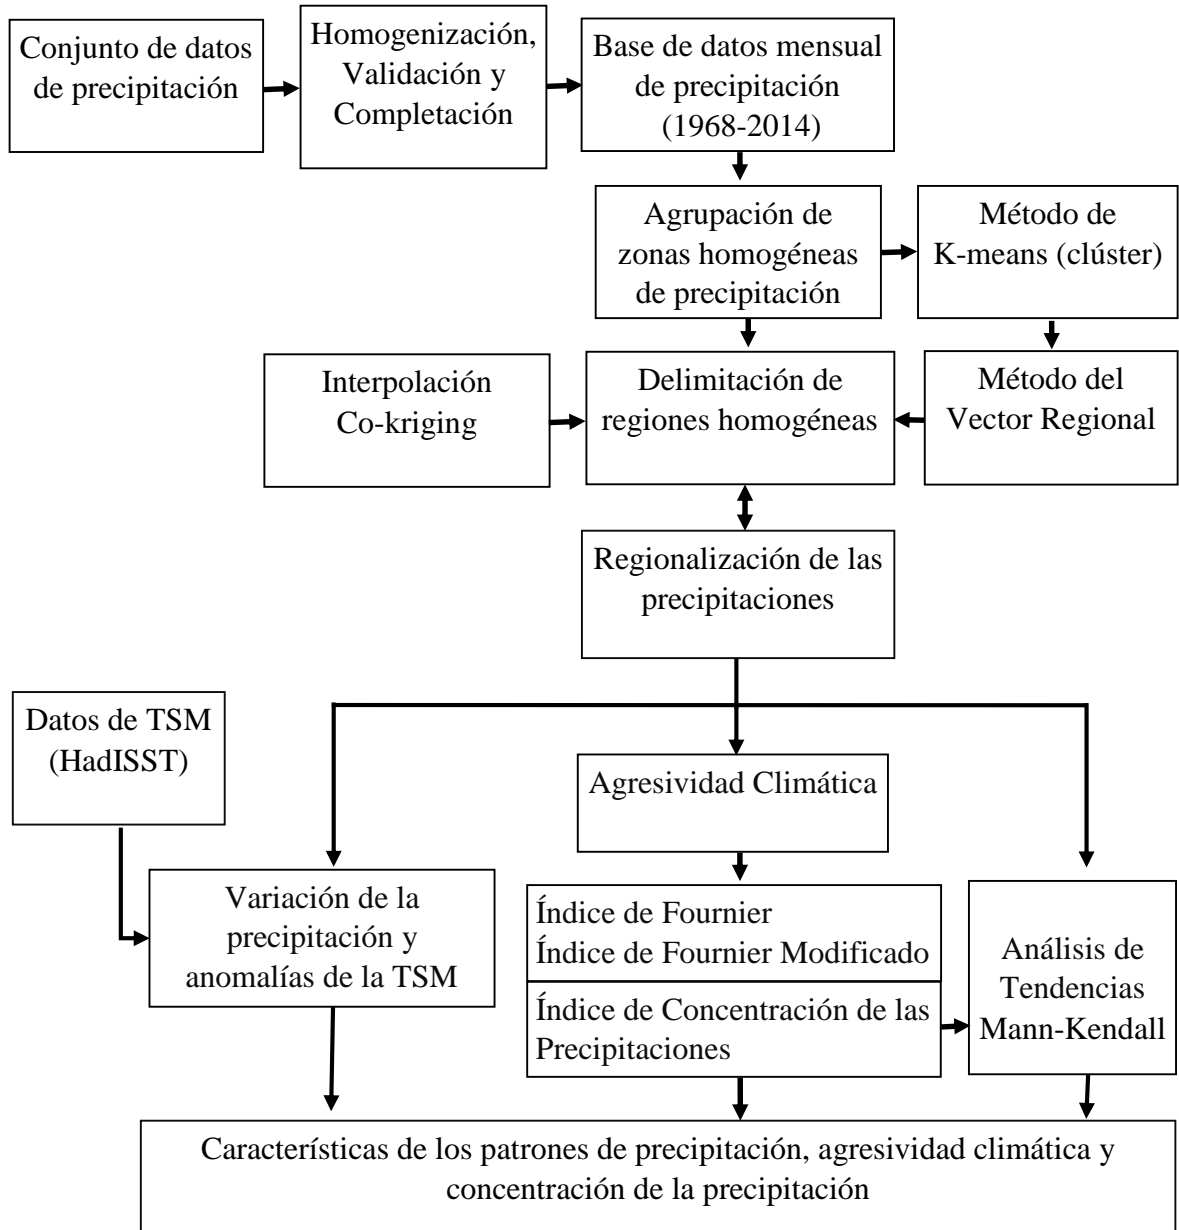 Conjunto de datos
de precipitación
Homogenización,
Validación y
Completación
Base de datos mensual
de precipitación
(1968-2014)
Agrupación de
zonas homogéneas
de precipitación
Método de
K-means (clúster)
Interpolación
Co-kriging
Delimitación de
regiones homogéneas
Método del
Vector Regional
Regionalización de las
precipitaciones
Datos de TSM
(HadISST)
Agresividad Climática
Variación de la
precipitación y
anomalías de la TSM
Índice de Fournier
Índice de Fournier Modificado
Índice de Concentración de las
Precipitaciones
Análisis de
Tendencias
Mann-Kendall
Características de los patrones de precipitación, agresividad climática y
concentración de la precipitación